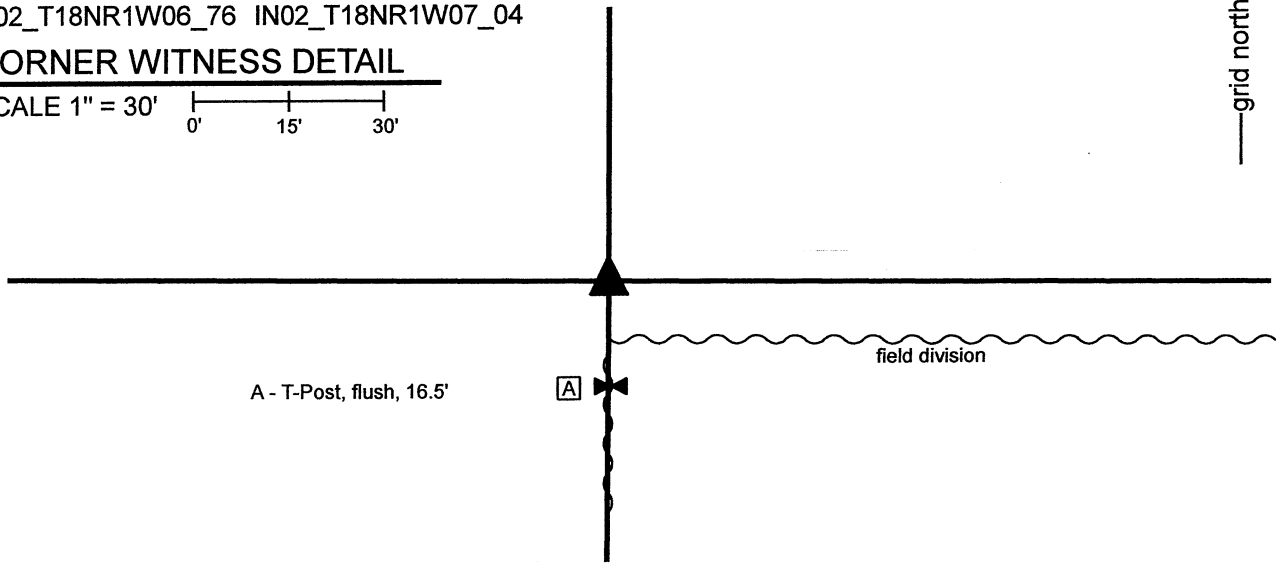 02_T18NR1W06_76 IN02_T18NR1W07_04
ORNER WITNESS DETAIL
CALE 1" = 30'
0' 15' 30'
grid north
field division
A - T-Post, flush, 16.5'
A